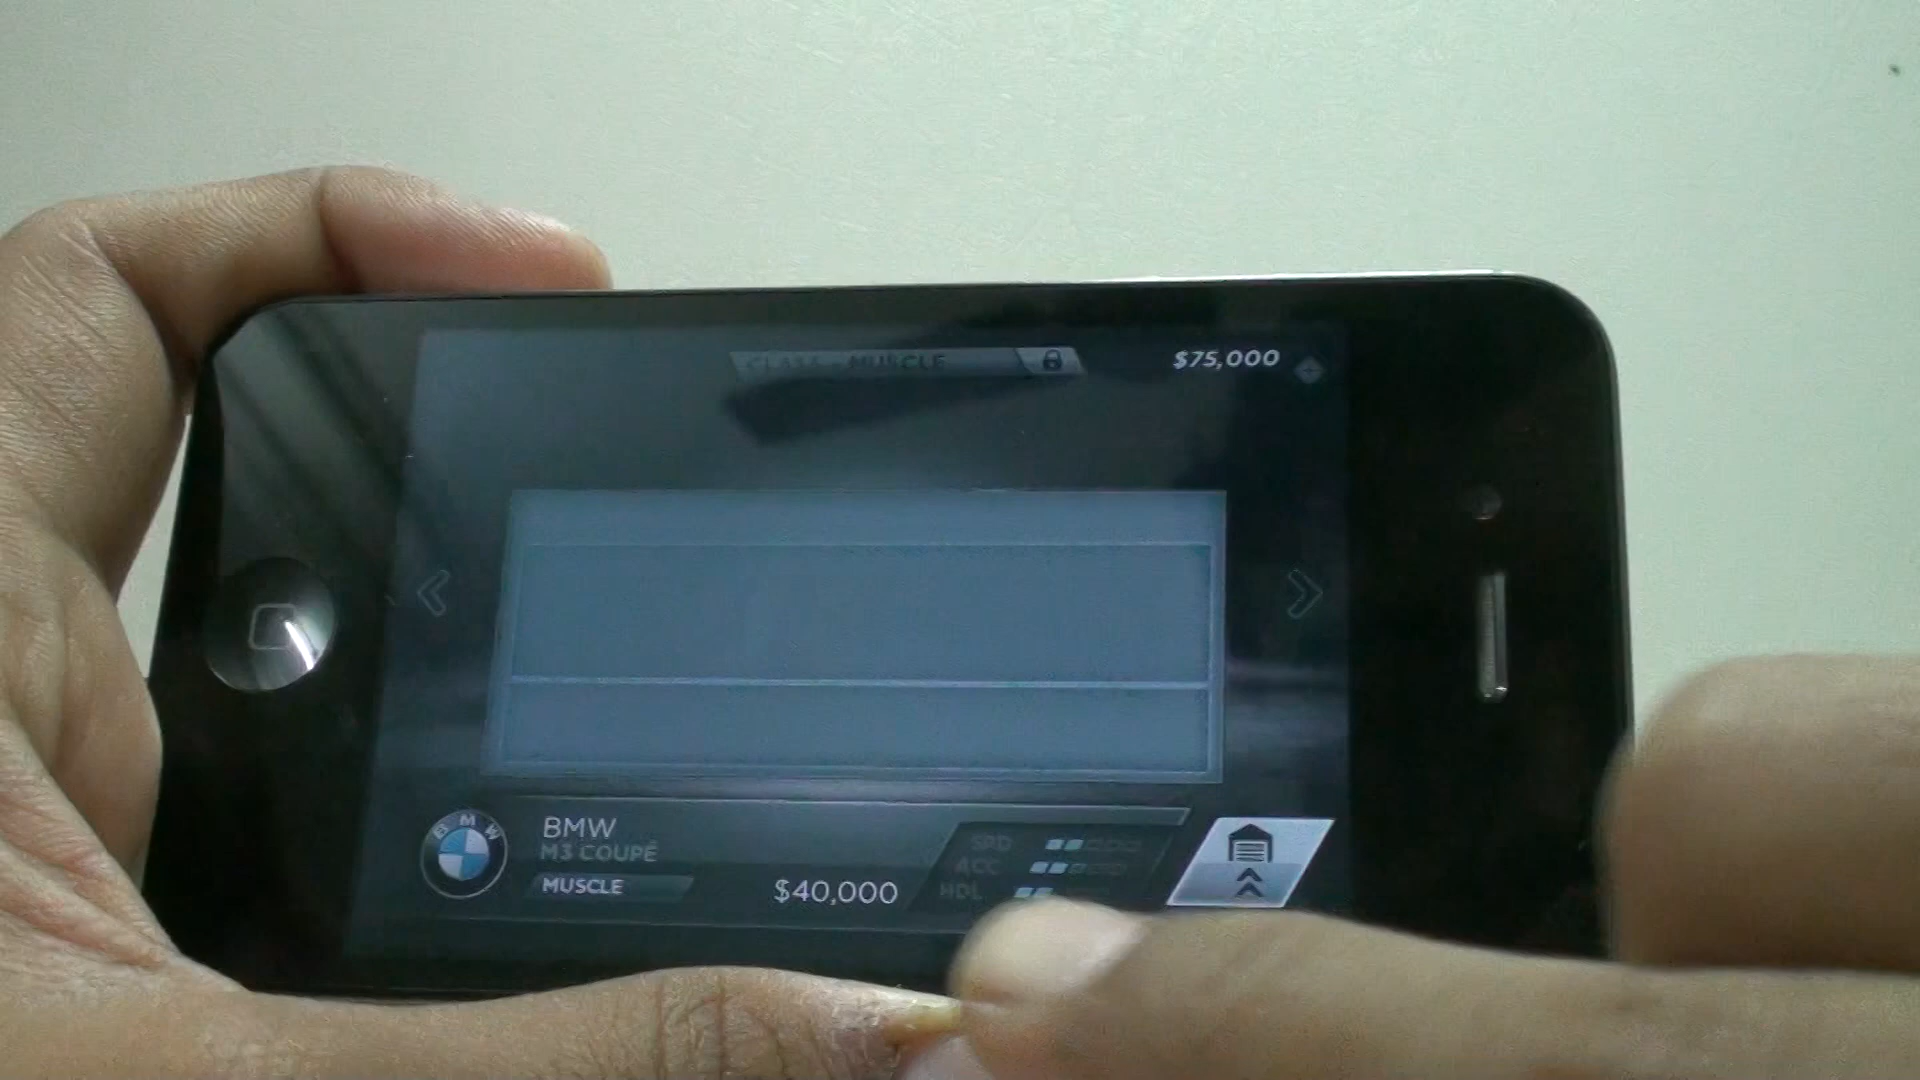 CLASS - MUSCLE
$75,000
BMW
BMW
M3 COUPÉ
MUSCLE
$40,000
SPD
ACC
HDL